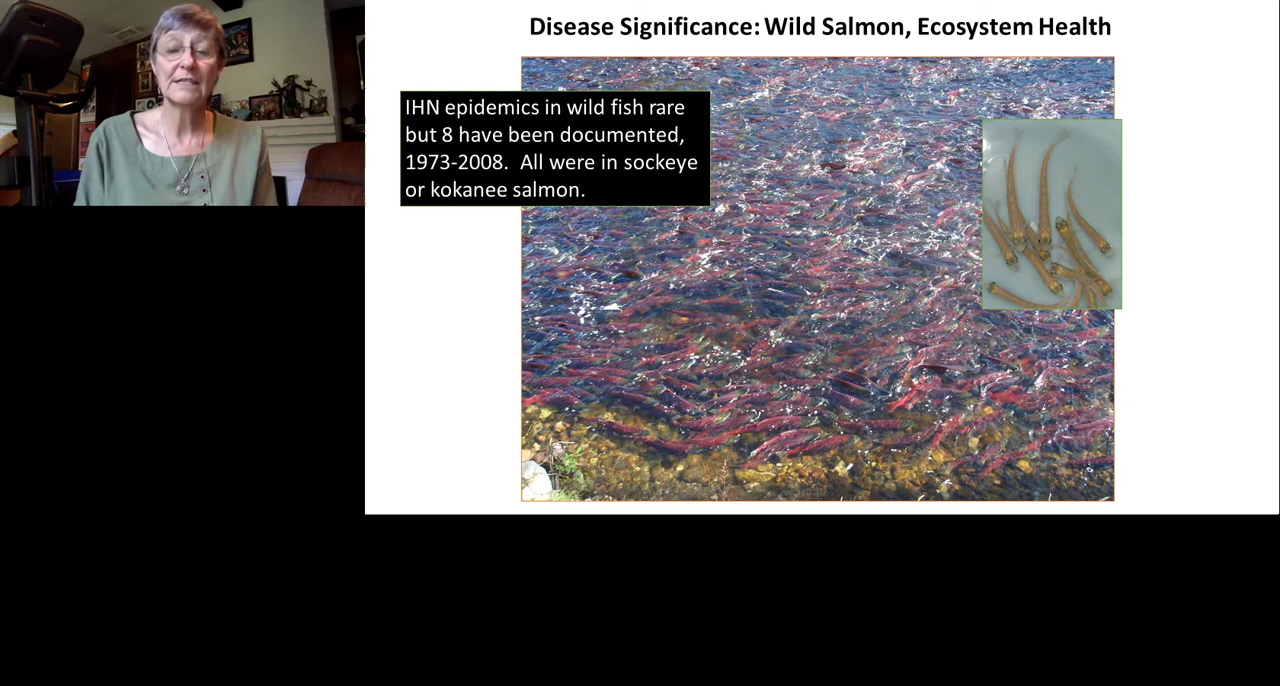 Disease Significance: Wild Salmon, Ecosystem Health
IHN epidemics in wild fish rare
but 8 have been documented,
1973-2008.  All were in sockeye
or kokanee salmon.